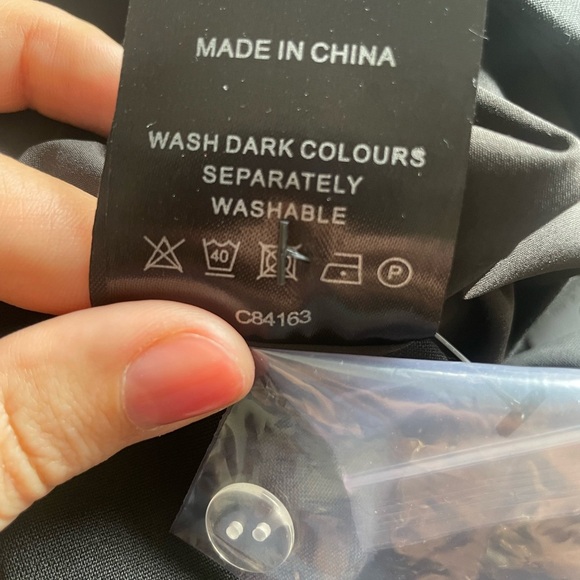 MADE IN CHINA
WASH DARK COLOURS
SEPARATELY
WASHABLE
40
P
C84163